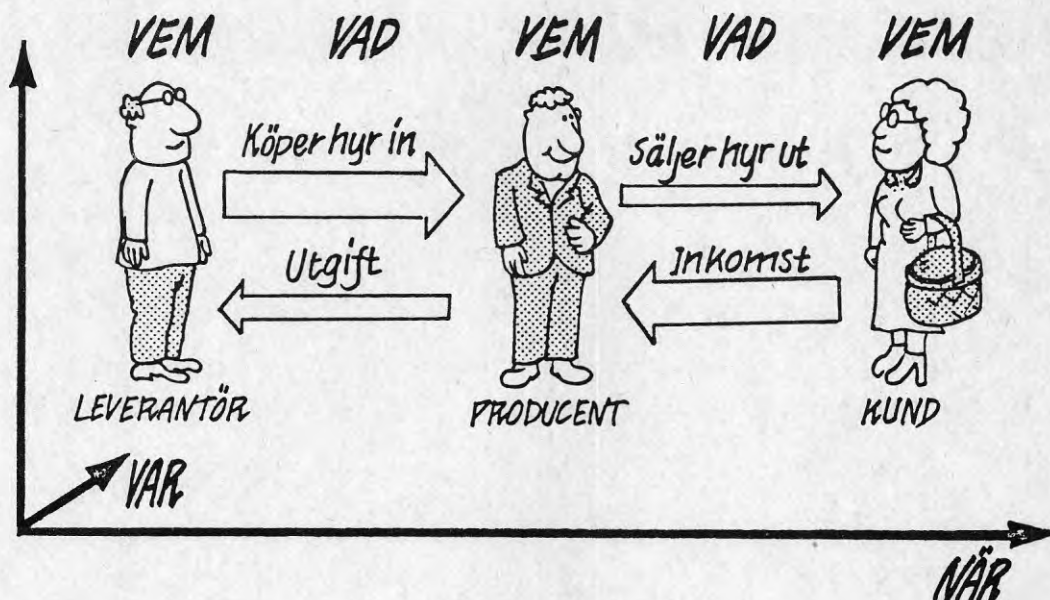 VEM VAD VEM VAD VEM
Köper hyr in
Säljer hyr ut
Utgift
Inkomst
LEVERANTÖR PRODUCENT KUND
VAR
NÄR